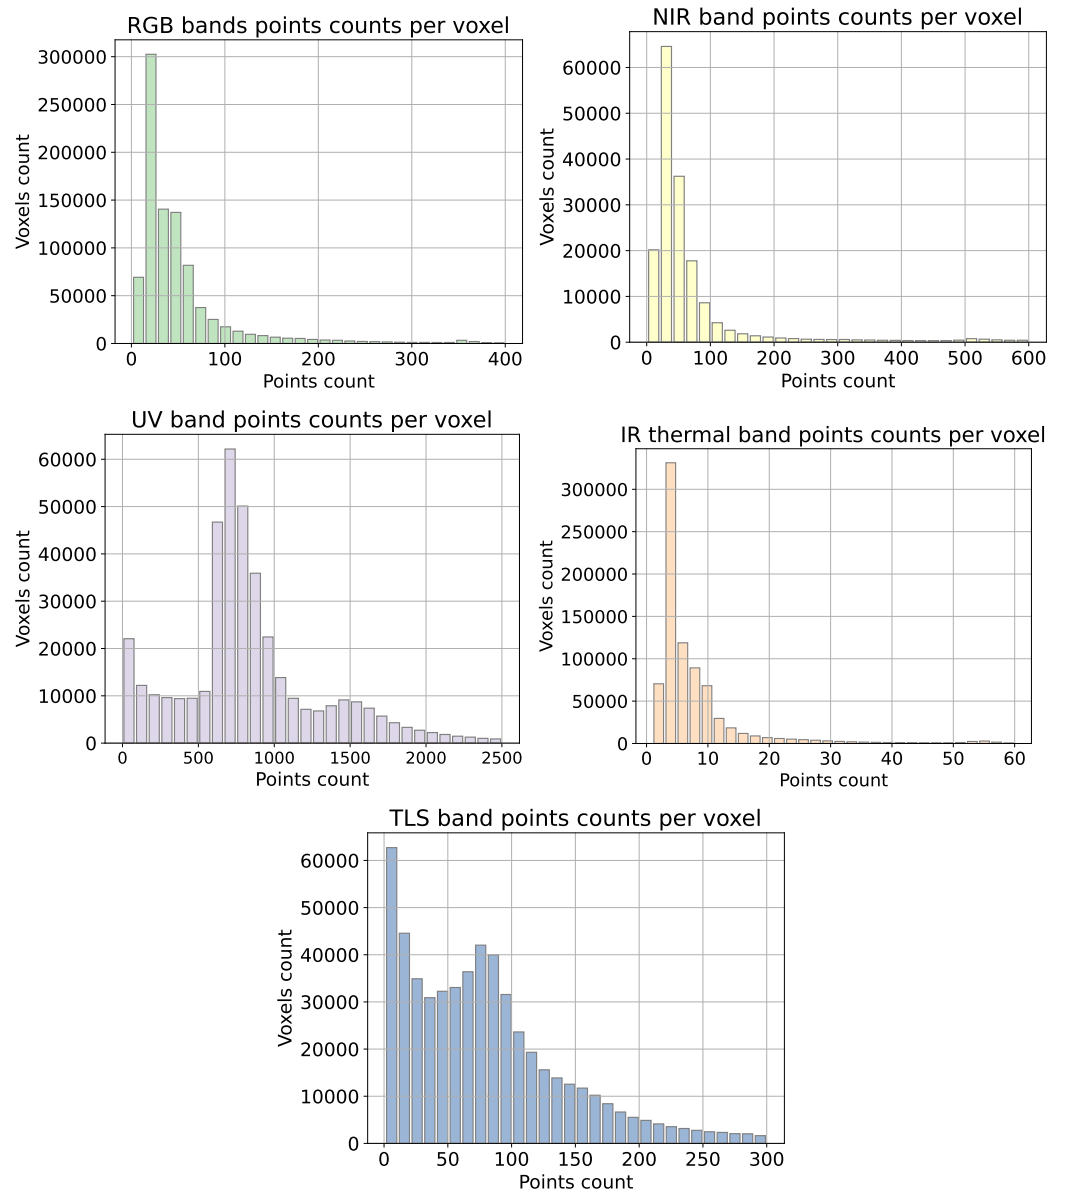 RGB bands points counts per voxel
Voxels count
300000
250000
200000
150000
100000
50000
0
0 100 200 300 400
Points count
NIR band points counts per voxel
Voxels count
60000
50000
40000
30000
20000
10000
0
0 100 200 300 400 500 600
Points count
UV band points counts per voxel
Voxels count
60000
50000
40000
30000
20000
10000
0
0 500 1000 1500 2000 2500
Points count
IR thermal band points counts per voxel
Voxels count
300000
250000
200000
150000
100000
50000
0
0 10 20 30 40 50 60
Points count
TLS band points counts per voxel
Voxels count
60000
50000
40000
30000
20000
10000
0
0 50 100 150 200 250 300
Points count